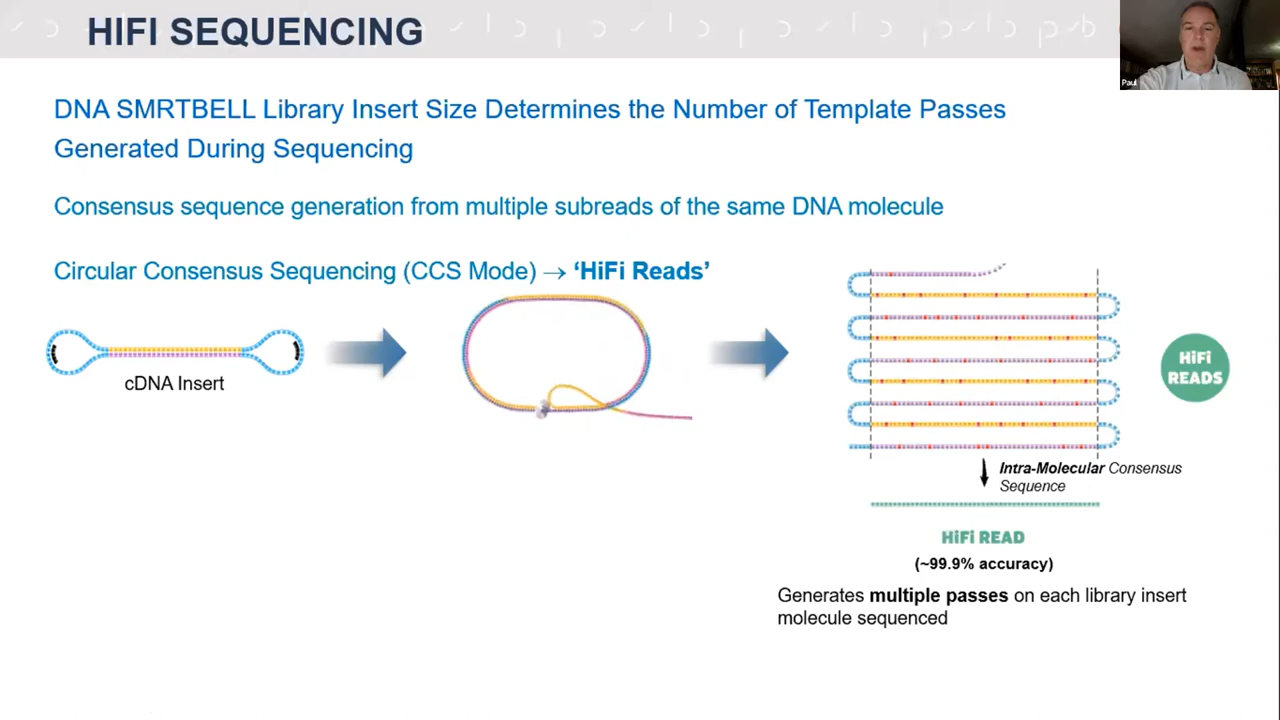 HIFI SEQUENCING
Paul
DNA SMRTBELL Library Insert Size Determines the Number of Template Passes
Generated During Sequencing
Consensus sequence generation from multiple subreads of the same DNA molecule
Circular Consensus Sequencing (CCS Mode) → ‘HiFi Reads’
cDNA Insert
HiFi
READS
Intra-Molecular Consensus
Sequence
HiFi READ
(~99.9% accuracy)
Generates multiple passes on each library insert
molecule sequenced